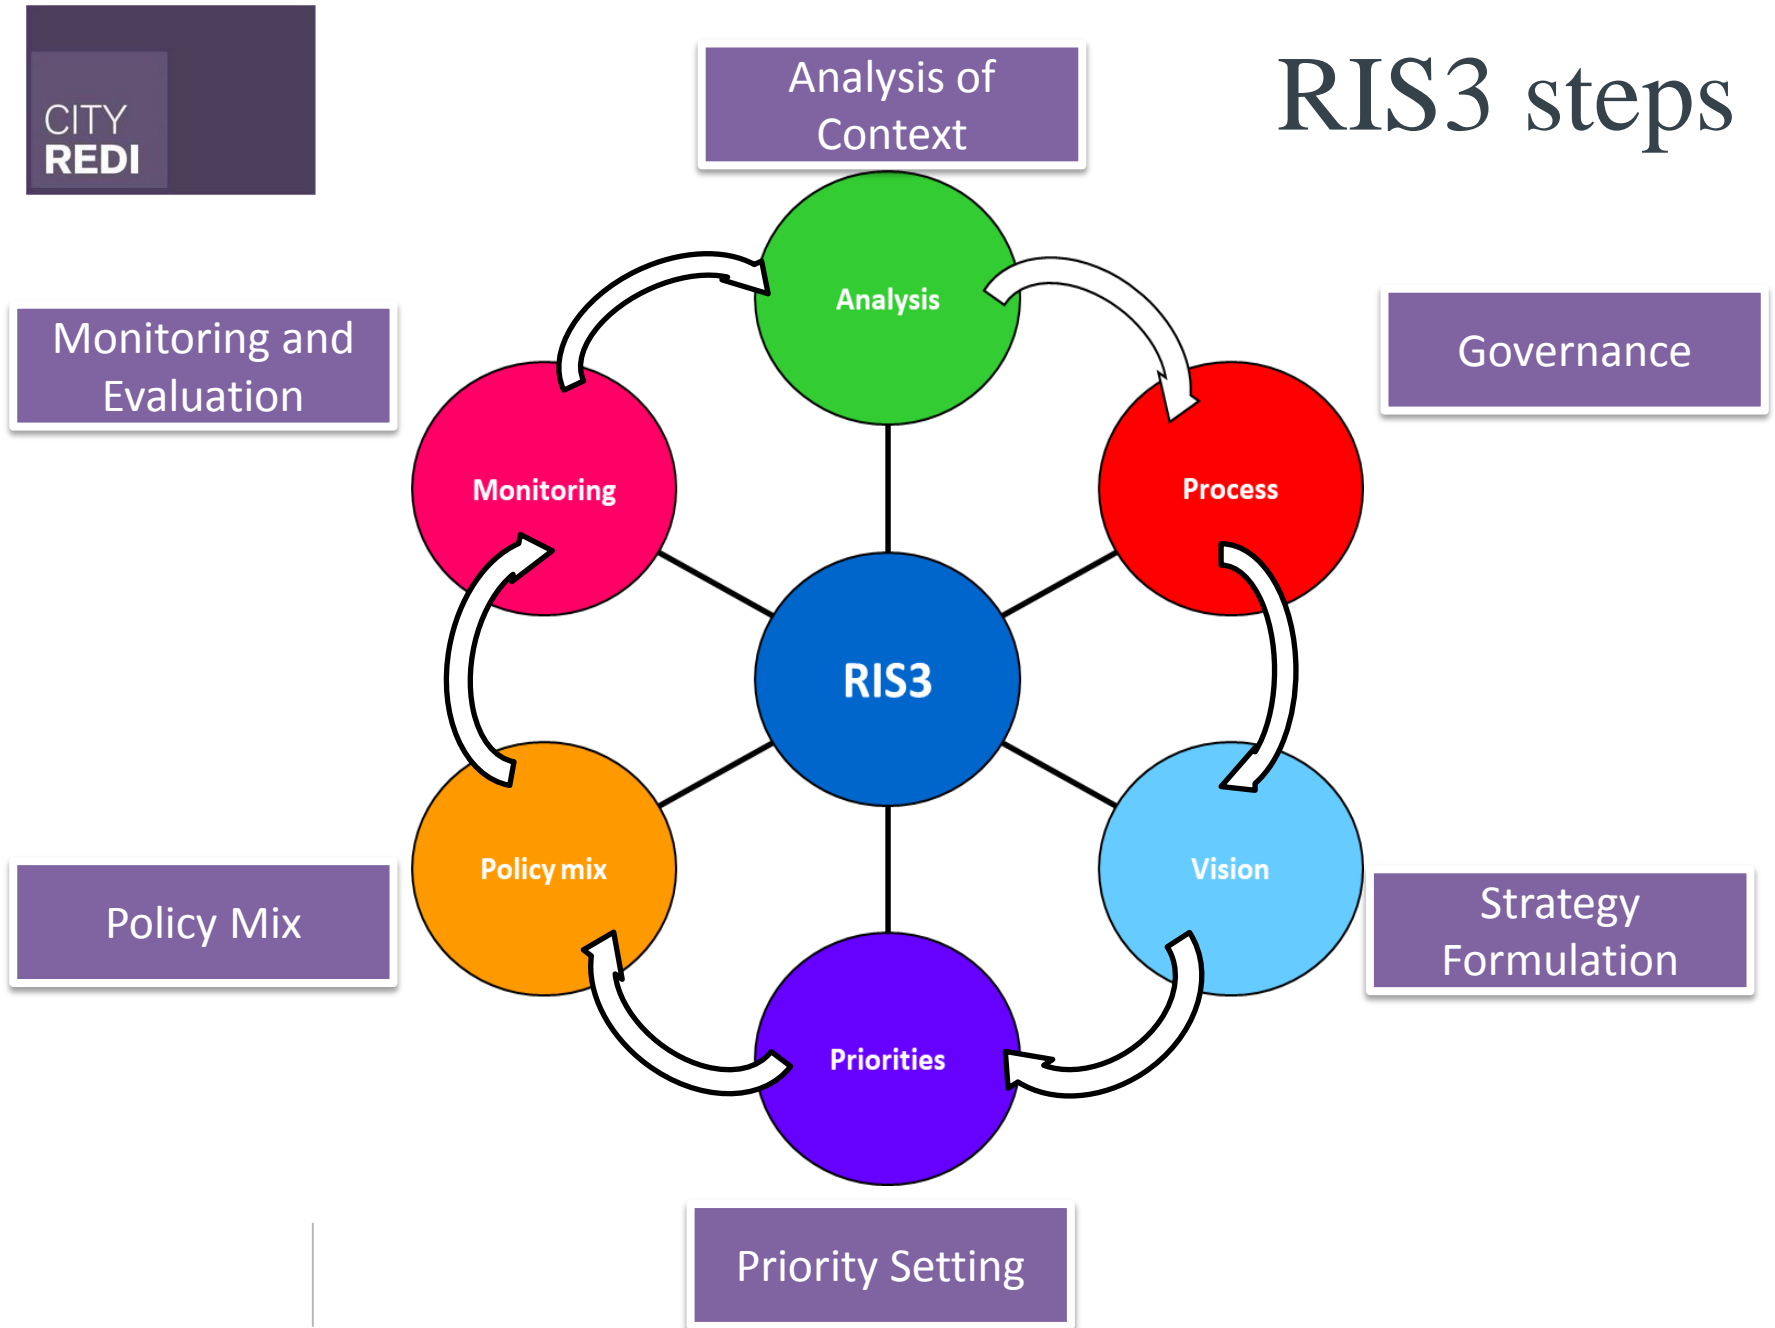 CITY
REDI
Analysis of
Context
RIS3 steps
Analysis
Monitoring and
Evaluation
Governance
Monitoring
Process
RIS3
Policy mix
Vision
Policy Mix
Strategy
Formulation
Priorities
Priority Setting